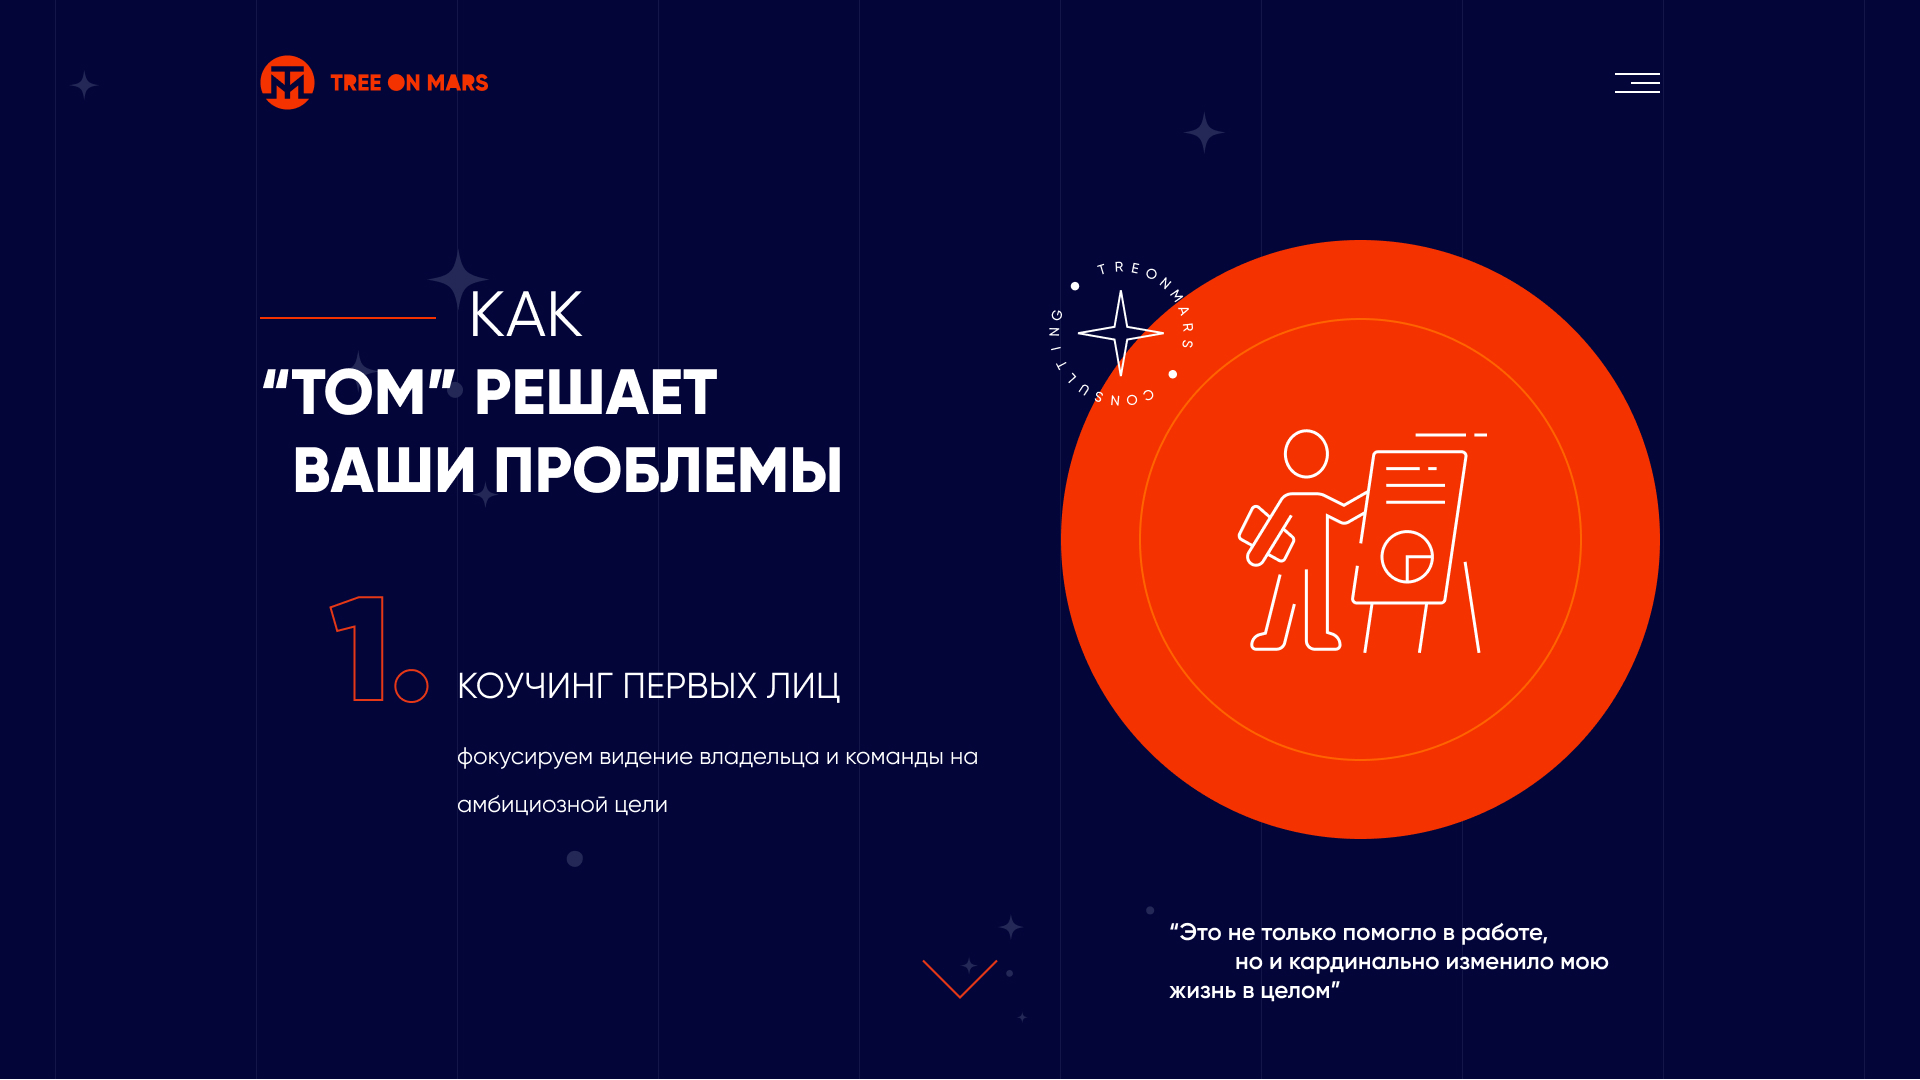 TREE ON MARS
КАК
“ТОМ” РЕШАЕТ
ВАШИ ПРОБЛЕМЫ
TREONMARS • CONSULTING •
1.
КОУЧИНГ ПЕРВЫХ ЛИЦ
фокусируем видение владельца и команды на
амбициозной цели
“Это не только помогло в работе,
но и кардинально изменило мою
жизнь в целом”